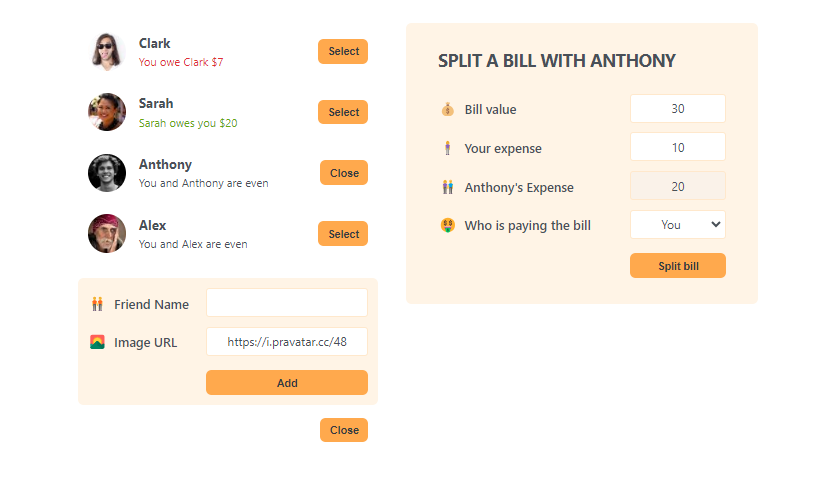 Clark
You owe Clark $7
Select
Sarah
Sarah owes you $20
Select
Anthony
You and Anthony are even
Close
Alex
You and Alex are even
Select
Friend Name
Image URL
https://i.pravatar.cc/48
Add
Close
SPLIT A BILL WITH ANTHONY
Bill value
30
Your expense
10
Anthony's Expense
20
Who is paying the bill
You
Split bill